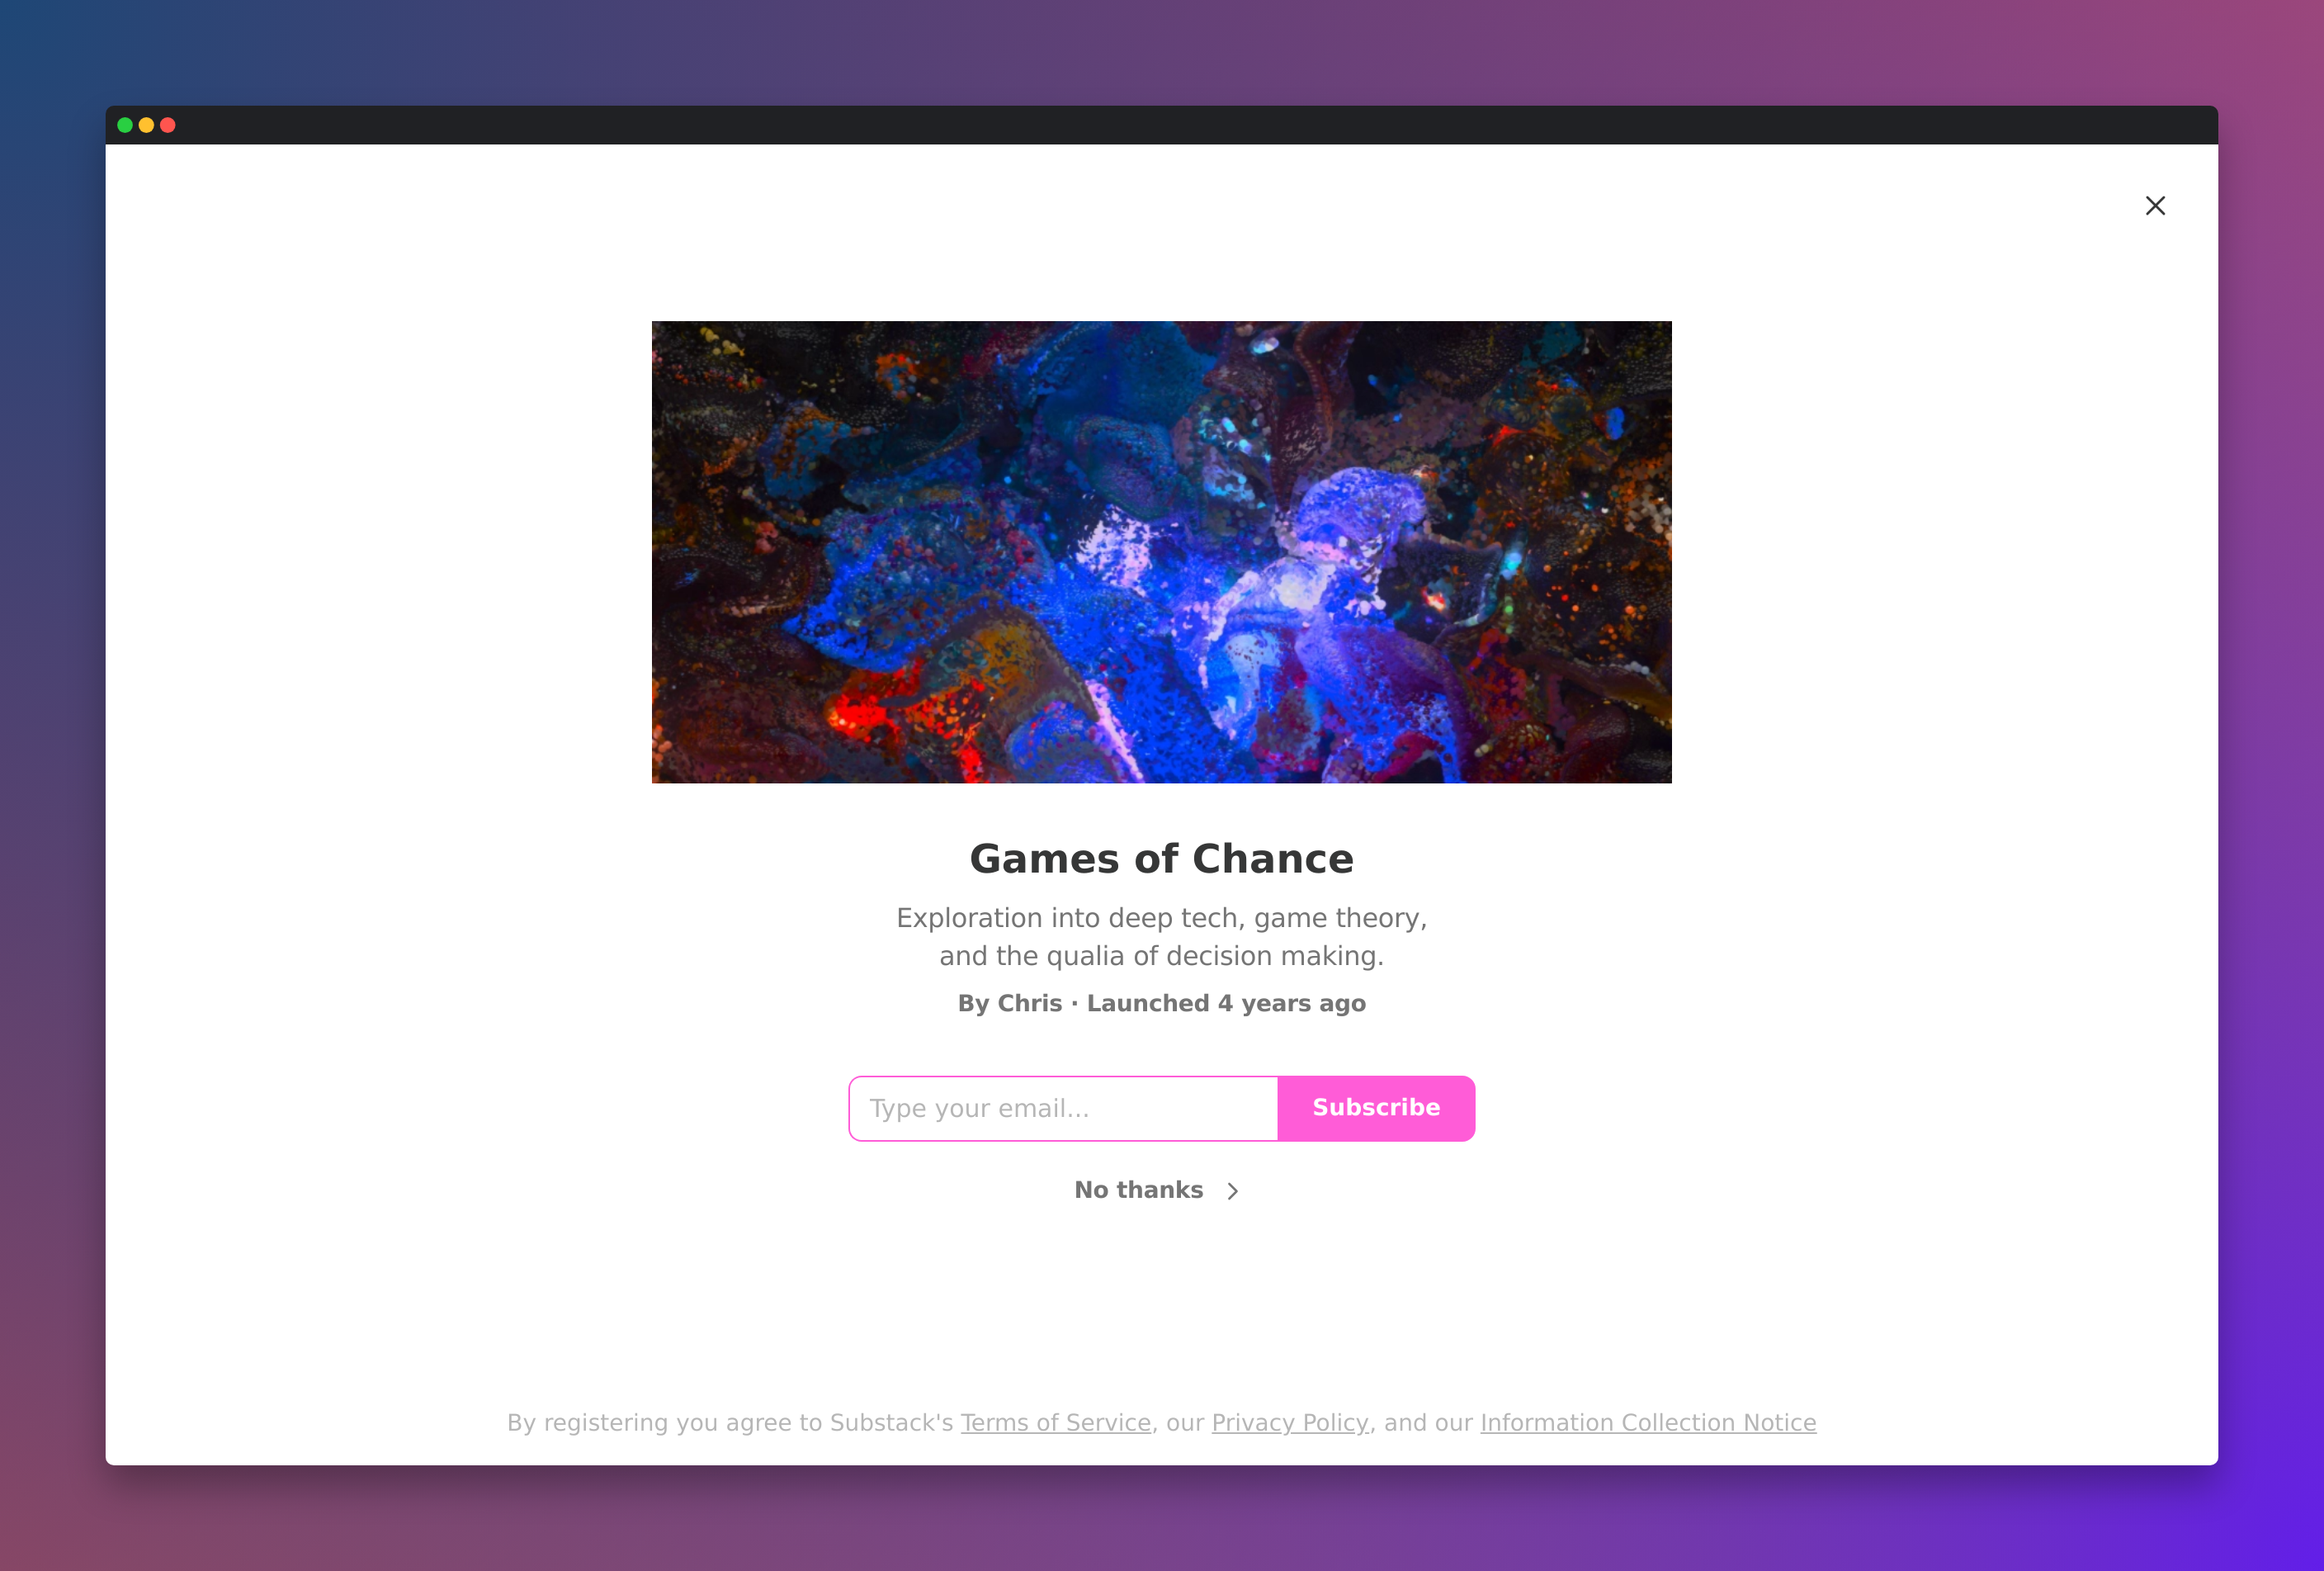 Games of Chance
Exploration into deep tech, game theory,
and the qualia of decision making.
By Chris · Launched 4 years ago
Type your email...
Subscribe
No thanks
By registering you agree to Substack's Terms of Service, our Privacy Policy, and our Information Collection Notice